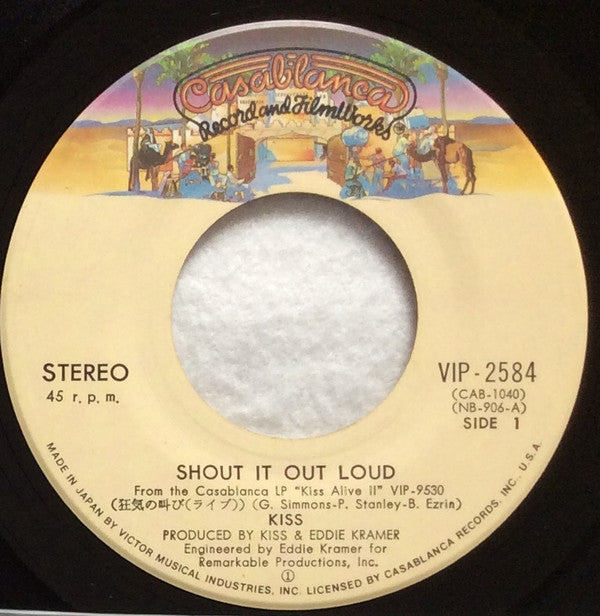 Casablanca
Record and FilmWorks
®
STEREO
45 r. p. m.
VIP - 2584
(CAB-1040)
(NB-906-A)
SIDE 1
SHOUT IT OUT LOUD
From the Casablanca LP "Kiss Alive II" VIP-9530
(狂気の叫び(ライブ)) (G. Simmons-P. Stanley-B. Ezrin)
KISS
PRODUCED BY KISS & EDDIE KRAMER
Engineered by Eddie Kramer for
Remarkable Productions, Inc.
①
MADE IN JAPAN BY VICTOR MUSICAL INDUSTRIES, INC. LICENSED BY CASABLANCA RECORDS, INC., U.S.A.